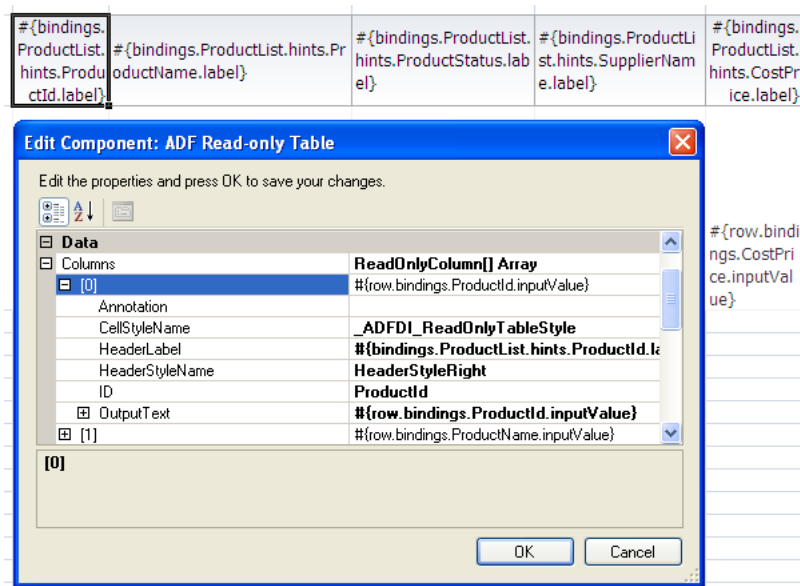 #{bindings.
ProductList.
hints.Produ
ctId.label}
#{bindings.ProductList.hints.Pr
oductName.label}
#{bindings.ProductList.
hints.ProductStatus.lab
el}
#{bindings.ProductLi
st.hints.SupplierNam
e.label}
#{bindings.
ProductList.
hints.CostPr
ice.label}
Edit Component: ADF Read-only Table
Edit the properties and press OK to save your changes.
Data
Columns ReadOnlyColumn[] Array
[0] #{row.bindings.ProductId.inputValue}
Annotation
CellStyleName _ADFDI_ReadOnlyTableStyle
HeaderLabel #{bindings.ProductList.hints.ProductId.la
HeaderStyleName HeaderStyleRight
ID ProductId
OutputText #{row.bindings.ProductId.inputValue}
[1] #{row.bindings.ProductName.inputValue}
[0]
OK Cancel
#{row.bindi
ngs.CostPri
ce.inputVal
ue}